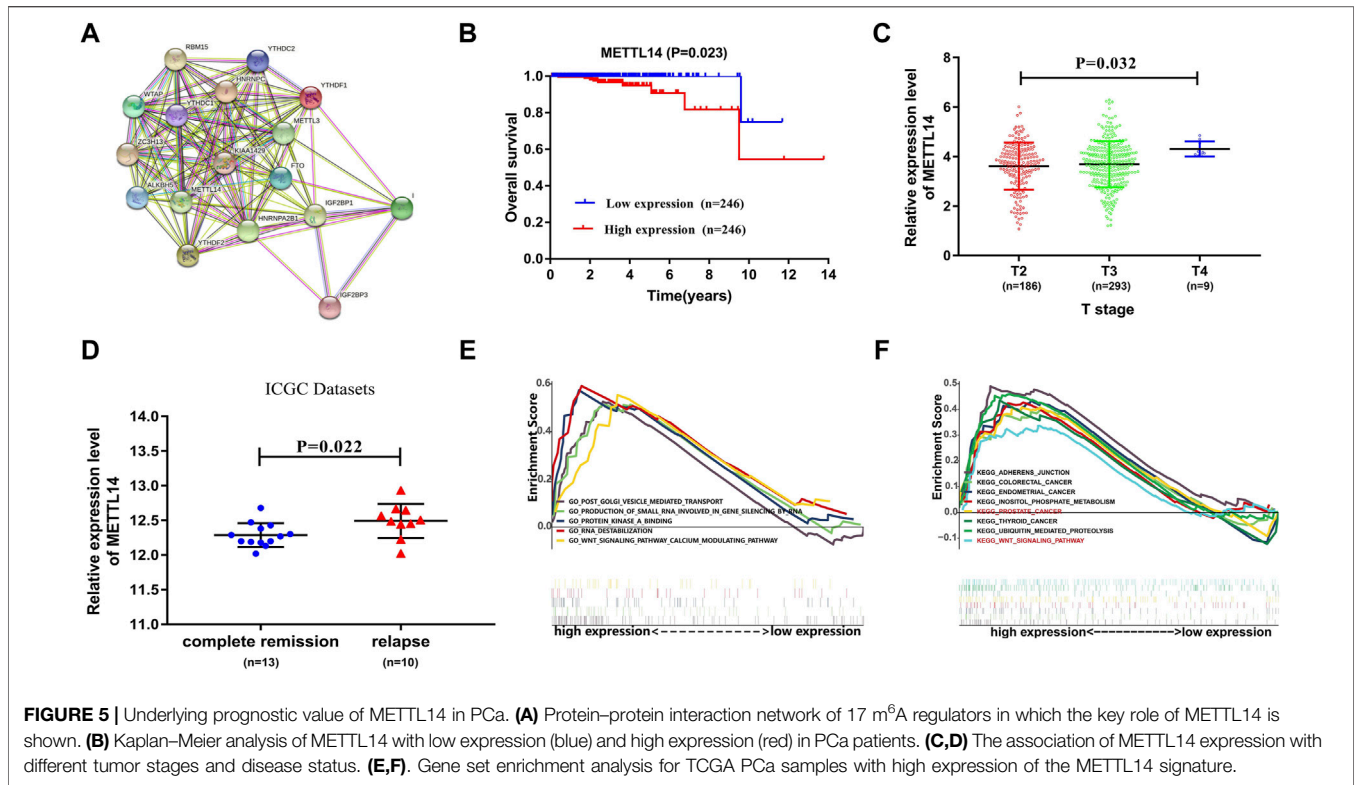 A
RBM15
YTHDC2
HNRNPC
YTHDF1
WTAP
YTHDC1
METTL3
ZC3H13
KIAA1429
FTO
ALKBH5
METTL14
IGF2BP1
I
HNRNPA2B1
YTHDF2
IGF2BP3
B
METTL14 (P=0.023)
Overall survival
1.0
0.8
0.6
0.4
0.2
0.0
Low expression (n=246)
High expression (n=246)
0 2 4 6 8 10 12 14
Time(years)
C
P=0.032
Relative expression level
of METTL14
8
6
4
2
0
T2 T3 T4
(n=186) (n=293) (n=9)
T stage
D
ICGC Datasets
P=0.022
Relative expression level
of METTL14
14.0
13.5
13.0
12.5
12.0
11.5
11.0
complete remission relapse
(n=13) (n=10)
E
Enrichment Score
0.6
0.4
0.2
0.0
GO_POST_GOLGI_VESICLE_MEDIATED_TRANSPORT
GO_PRODUCTION_OF_SMALL_RNA_INVOLVED_IN_GENE_SILENCING_BY_RNA
GO_PROTEIN_KINASE_A_BINDING
GO_RNA_DESTABILIZATION
GO_WNT_SIGNALING_PATHWAY_CALCIUM_MODULATING_PATHWAY
high expression<-------------->low expression
F
Enrichment Score
0.5
0.4
0.3
0.2
0.1
0.0
−0.1
KEGG_ADHERENS_JUNCTION
KEGG_COLORECTAL_CANCER
KEGG_ENDOMETRIAL_CANCER
KEGG_INOSITOL_PHOSPHATE_METABOLISM
KEGG_PROSTATE_CANCER
KEGG_THYROID_CANCER
KEGG_UBIQUITIN_MEDIATED_PROTEOLYSIS
KEGG_WNT_SIGNALING_PATHWAY
high expression<-------------->low expression
FIGURE 5 | Underlying prognostic value of METTL14 in PCa. (A) Protein–protein interaction network of 17 m⁶A regulators in which the key role of METTL14 is
shown. (B) Kaplan–Meier analysis of METTL14 with low expression (blue) and high expression (red) in PCa patients. (C,D) The association of METTL14 expression with
different tumor stages and disease status. (E,F). Gene set enrichment analysis for TCGA PCa samples with high expression of the METTL14 signature.